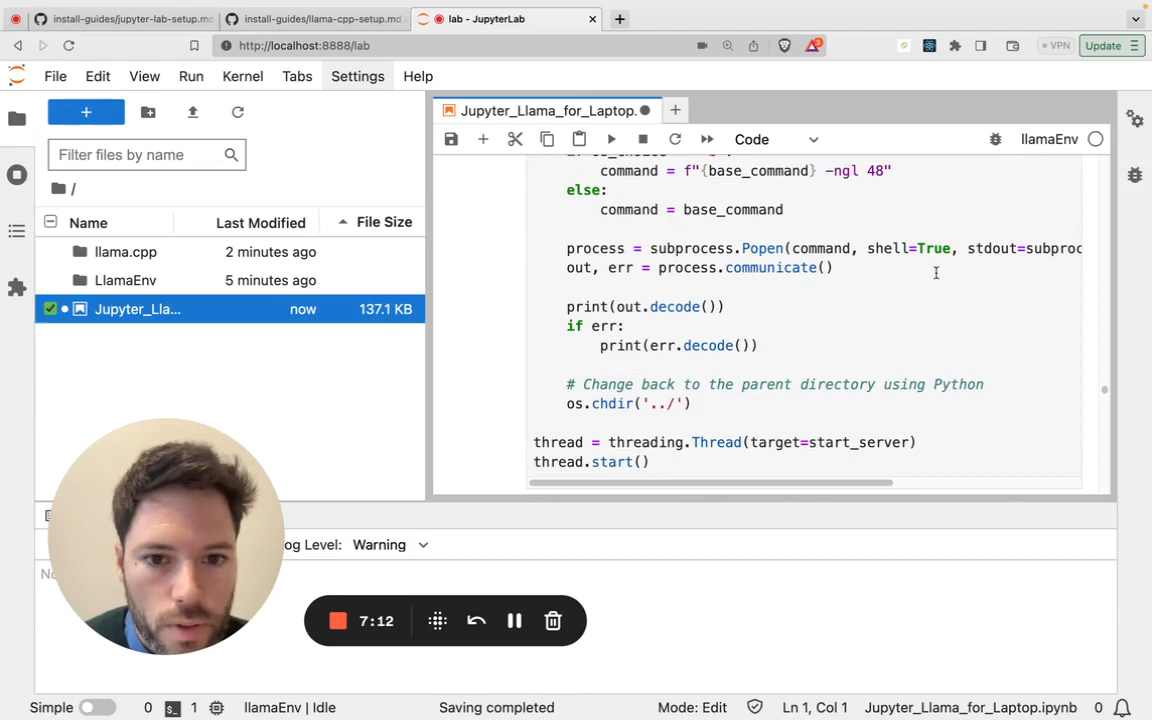 install-guides/jupyter-lab-setup.md
install-guides/llama-cpp-setup.md
lab - JupyterLab
http://localhost:8888/lab
VPN
Update
File Edit View Run Kernel Tabs Settings Help
Filter files by name
/
Name Last Modified File Size
llama.cpp 2 minutes ago
LlamaEnv 5 minutes ago
Jupyter_Lla... now 137.1 KB
Jupyter_Llama_for_Laptop.
Code
llamaEnv
command = f"{base_command} -ngl 48"
else:
command = base_command
process = subprocess.Popen(command, shell=True, stdout=subproc
out, err = process.communicate()
print(out.decode())
if err:
print(err.decode())
# Change back to the parent directory using Python
os.chdir('../')
thread = threading.Thread(target=start_server)
thread.start()
og Level: Warning
No
7:12
Simple 0 $_ 1 llamaEnv | Idle Saving completed Mode: Edit Ln 1, Col 1 Jupyter_Llama_for_Laptop.ipynb 0